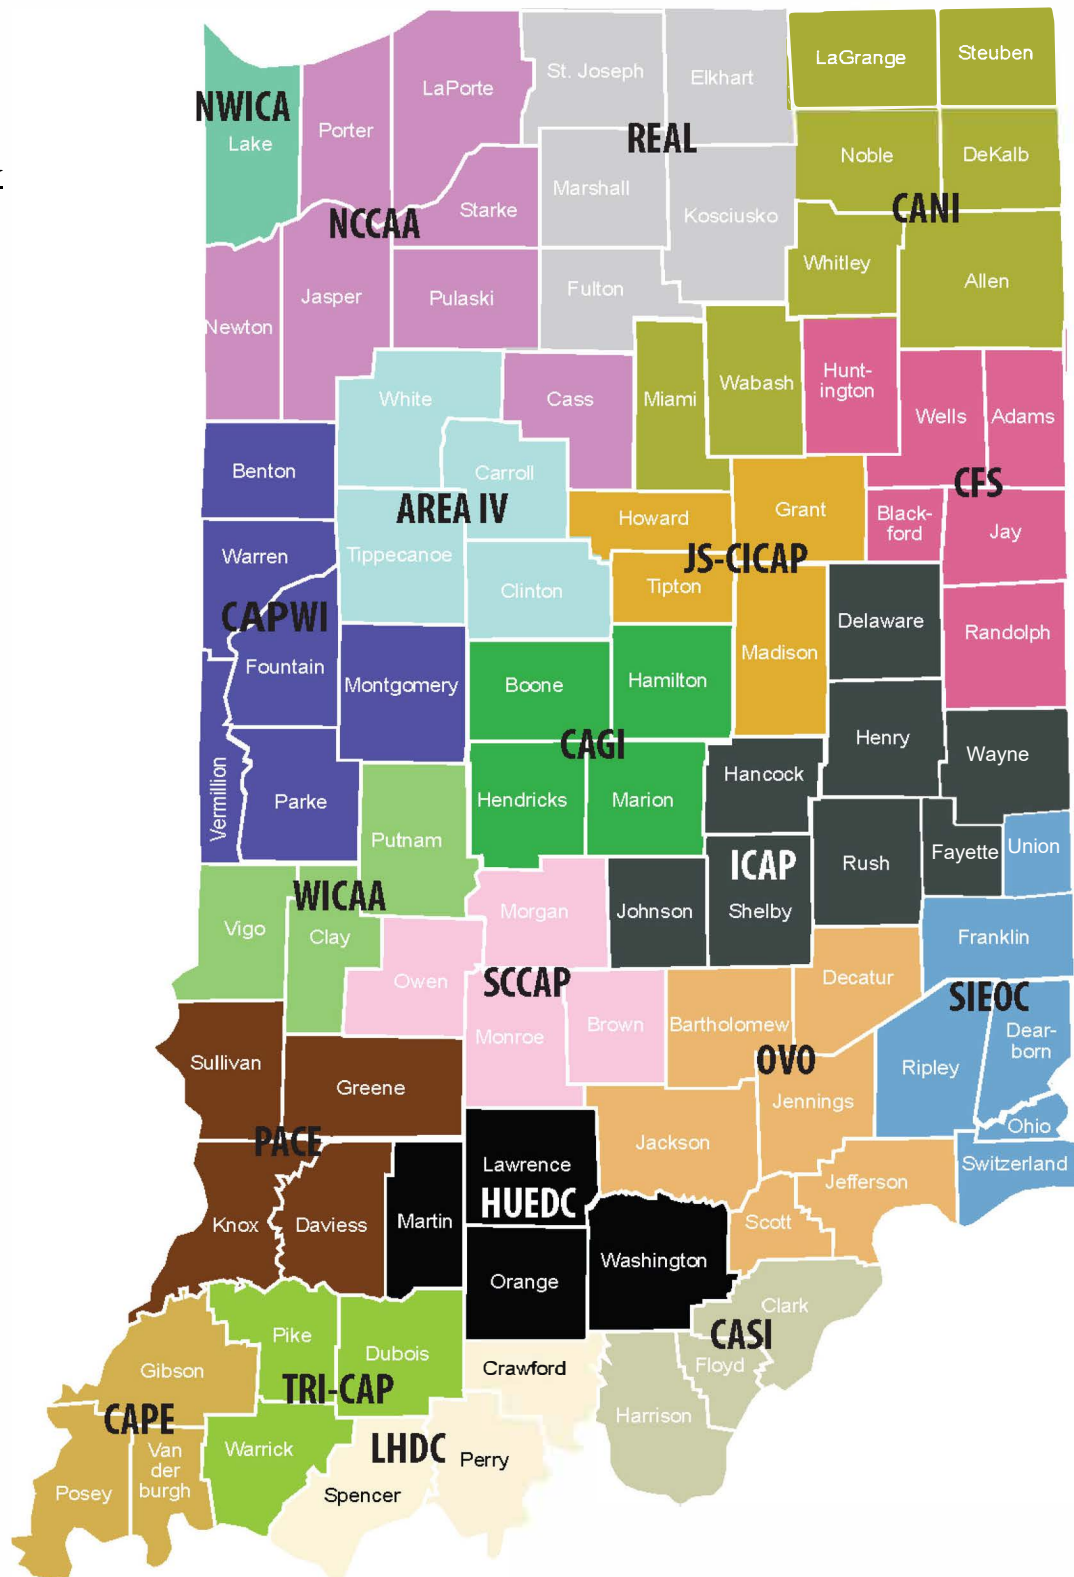 LaGrange
Steuben
St. Joseph
Elkhart
LaPorte
NWICA
Lake
Porter
REAL
Noble
DeKalb
Marshall
Starke
Kosciusko
CANI
NCCAA
Whitley
Allen
Fulton
Jasper
Pulaski
Newton
Hunt-
ington
Wabash
Miami
White
Cass
Wells
Adams
Benton
Carroll
CFS
AREA IV
Howard
Grant
Black-
ford
Jay
Warren
Tippecanoe
JS-CICAP
Clinton
Tipton
CAPWI
Delaware
Randolph
Fountain
Madison
Montgomery
Boone
Hamilton
CAGI
Henry
Wayne
Vermillion
Parke
Hendricks
Marion
Hancock
Putnam
ICAP
Rush
Fayette
Union
WICAA
Morgan
Johnson
Shelby
Vigo
Clay
Franklin
Owen
SCCAP
Decatur
SIEOC
Monroe
Brown
Bartholomew
Dear-
born
Sullivan
OVO
Ripley
Greene
Jennings
Ohio
PACE
Jackson
Lawrence
Switzerland
HUEDC
Jefferson
Knox
Daviess
Martin
Scott
Washington
Orange
Clark
Pike
CASI
Dubois
Crawford
Floyd
Gibson
TRI-CAP
Harrison
CAPE
Warrick
LHDC
Perry
Van
der
burgh
Posey
Spencer